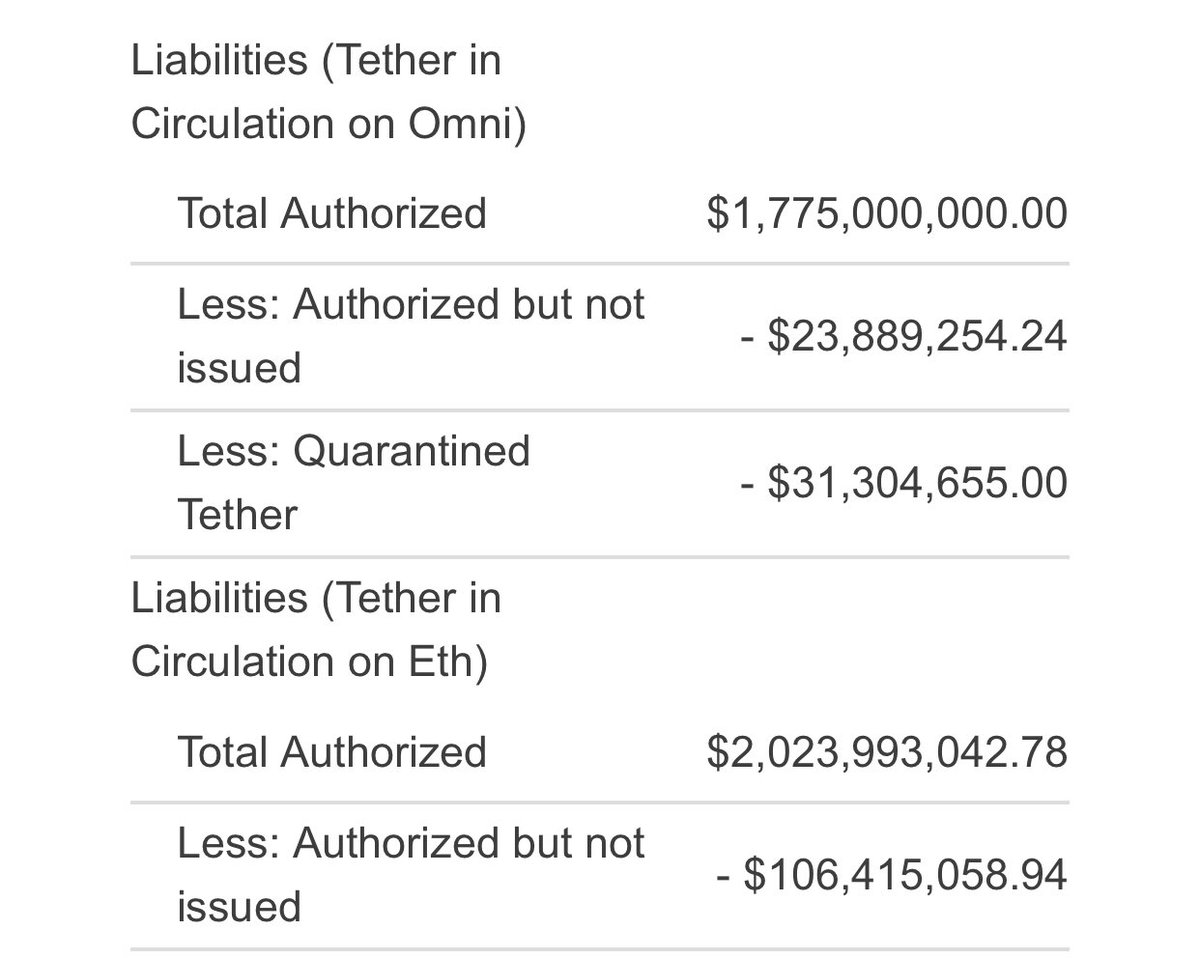 Liabilities (Tether in
Circulation on Omni)
Total Authorized $1,775,000,000.00
Less: Authorized but not
issued
- $23,889,254.24
Less: Quarantined
Tether
- $31,304,655.00
Liabilities (Tether in
Circulation on Eth)
Total Authorized $2,023,993,042.78
Less: Authorized but not
issued
- $106,415,058.94